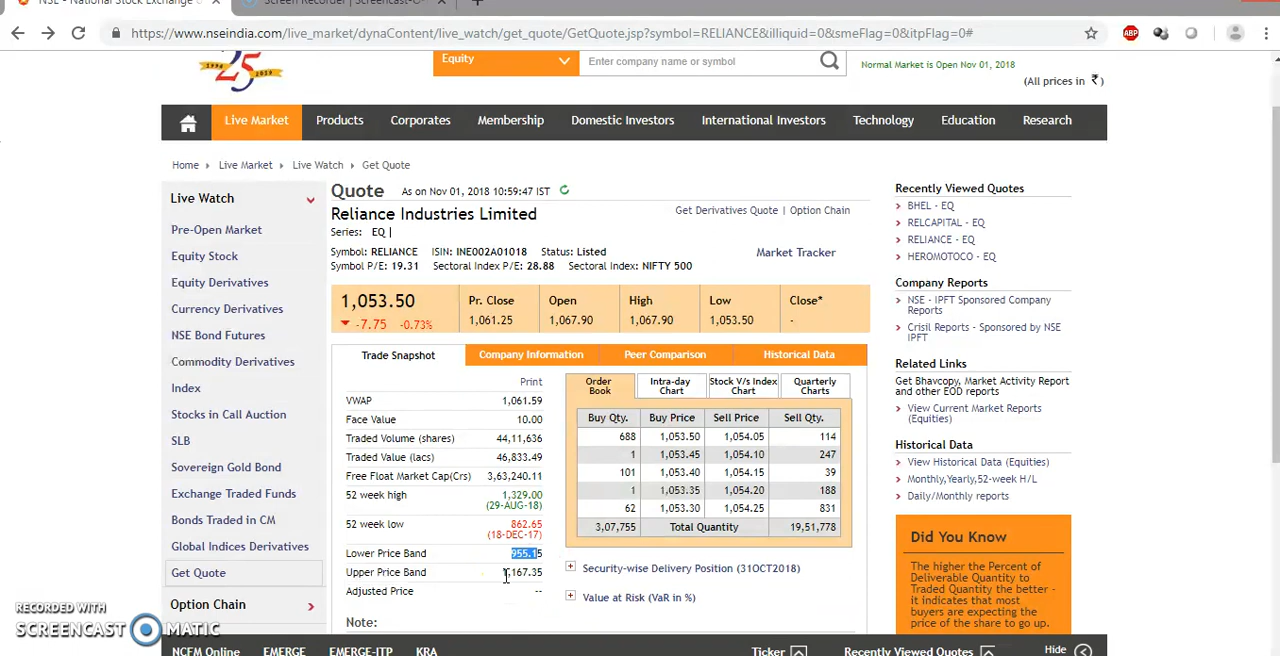 NSE - National Stock Exchange
Screen Recorder | Screencast-O
https://www.nseindia.com/live_market/dynaContent/live_watch/get_quote/GetQuote.jsp?symbol=RELIANCE&illiquid=0&smeFlag=0&itpFlag=0#
ABP
1994 25 2019
Equity
Enter company name or symbol
Normal Market is Open Nov 01, 2018
(All prices in ₹)
Live Market Products Corporates Membership Domestic Investors International Investors Technology Education Research
Home Live Market Live Watch Get Quote
Live Watch
Pre-Open Market
Equity Stock
Equity Derivatives
Currency Derivatives
NSE Bond Futures
Commodity Derivatives
Index
Stocks in Call Auction
SLB
Sovereign Gold Bond
Exchange Traded Funds
Bonds Traded in CM
Global Indices Derivatives
Get Quote
Option Chain
Quote As on Nov 01, 2018 10:59:47 IST
Reliance Industries Limited
Get Derivatives Quote | Option Chain
Series: EQ |
Symbol: RELIANCE ISIN: INE002A01018 Status: Listed
Market Tracker
Symbol P/E: 19.31 Sectoral Index P/E: 28.88 Sectoral Index: NIFTY 500
1,053.50 Pr. Close Open High Low Close*
-7.75 -0.73% 1,061.25 1,067.90 1,067.90 1,053.50 -
Trade Snapshot Company Information Peer Comparison Historical Data
Print
VWAP 1,061.59
Face Value 10.00
Traded Volume (shares) 44,11,636
Traded Value (lacs) 46,833.49
Free Float Market Cap(Crs) 3,63,240.11
52 week high 1,329.00
(29-AUG-18)
52 week low 862.65
(18-DEC-17)
Lower Price Band 955.15
Upper Price Band 1,167.35
Adjusted Price --
Note:
Order Intra-day Stock V/s Index Quarterly
Book Chart Chart Charts
Buy Qty. Buy Price Sell Price Sell Qty.
688 1,053.50 1,054.05 114
1 1,053.45 1,054.10 247
101 1,053.40 1,054.15 39
1 1,053.35 1,054.20 188
62 1,053.30 1,054.25 831
3,07,755 Total Quantity 19,51,778
+ Security-wise Delivery Position (31OCT2018)
+ Value at Risk (VaR in %)
Recently Viewed Quotes
BHEL - EQ
RELCAPITAL - EQ
RELIANCE - EQ
HEROMOTOCO - EQ
Company Reports
NSE - IPFT Sponsored Company
Reports
Crisil Reports - Sponsored by NSE
IPFT
Related Links
Get Bhavcopy, Market Activity Report
and other EOD reports
View Current Market Reports
(Equities)
Historical Data
View Historical Data (Equities)
Monthly,Yearly,52-week H/L
Daily/Monthly reports
Did You Know
The higher the Percent of
Deliverable Quantity to
Traded Quantity the better -
it indicates that most
buyers are expecting the
price of the share to go up.
RECORDED WITH
SCREENCAST MATIC
NCFM Online EMERGE EMERGE-ITP KRA
Ticker Recently Viewed Quotes Hide